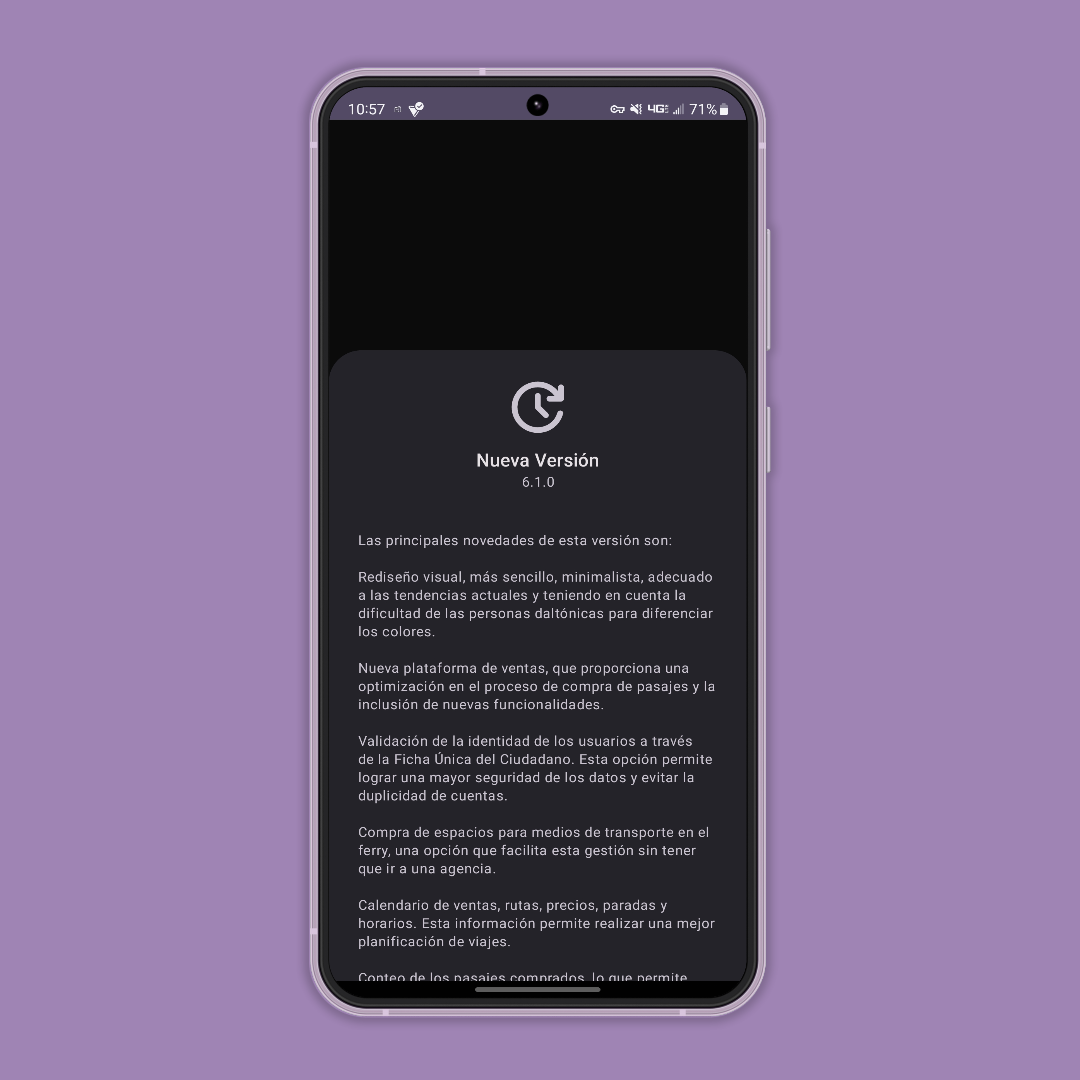 10:57
4G 71%
Nueva Versión
6.1.0
Las principales novedades de esta versión son:
Rediseño visual, más sencillo, minimalista, adecuado
a las tendencias actuales y teniendo en cuenta la
dificultad de las personas daltónicas para diferenciar
los colores.
Nueva plataforma de ventas, que proporciona una
optimización en el proceso de compra de pasajes y la
inclusión de nuevas funcionalidades.
Validación de la identidad de los usuarios a través
de la Ficha Única del Ciudadano. Esta opción permite
lograr una mayor seguridad de los datos y evitar la
duplicidad de cuentas.
Compra de espacios para medios de transporte en el
ferry, una opción que facilita esta gestión sin tener
que ir a una agencia.
Calendario de ventas, rutas, precios, paradas y
horarios. Esta información permite realizar una mejor
planificación de viajes.
Conteo de los pasajes comprados, lo que permite